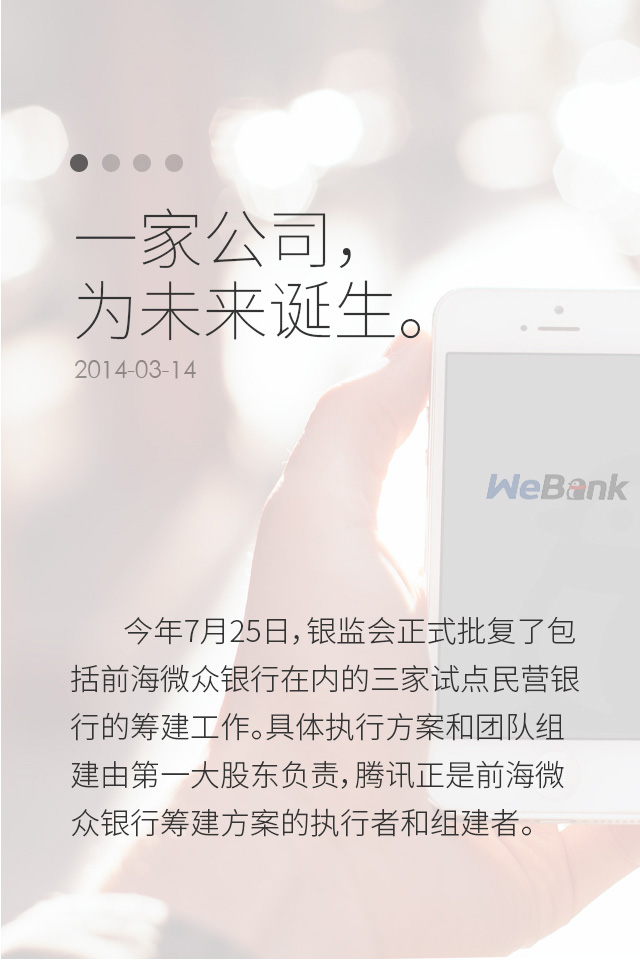 一家公司，
为未来诞生。
2014-03-14
WeBank
今年7月25日，银监会正式批复了包
括前海微众银行在内的三家试点民营银
行的筹建工作。具体执行方案和团队组
建由第一大股东负责，腾讯正是前海微
众银行筹建方案的执行者和组建者。